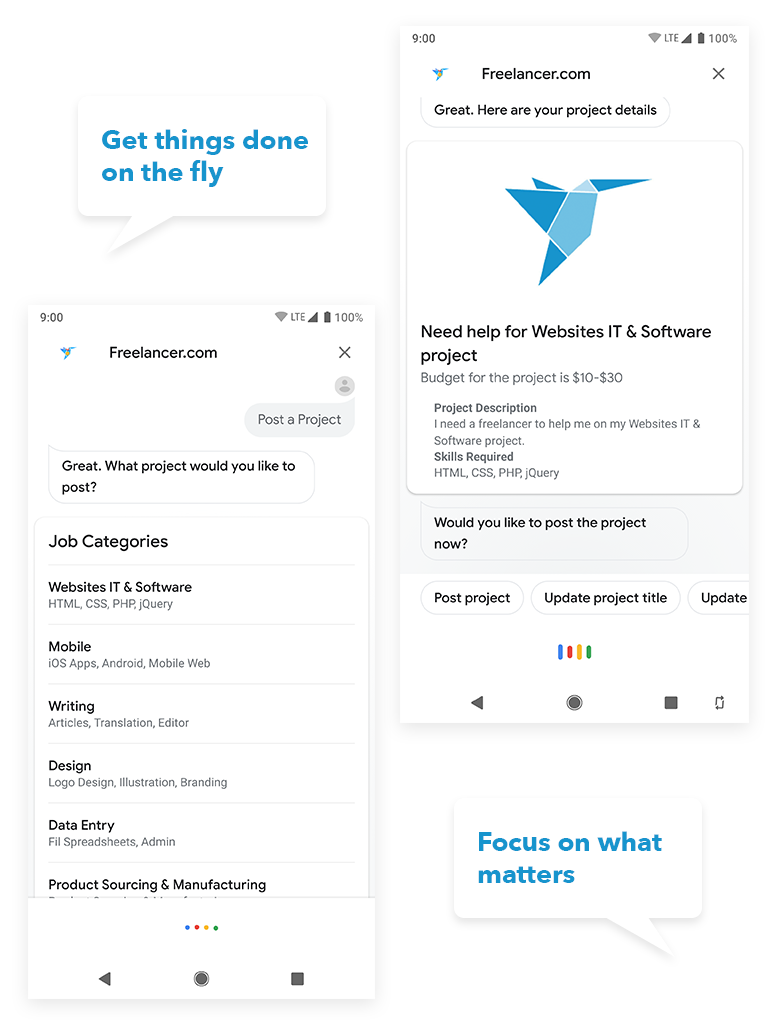 Get things done
on the fly
9:00
LTE
100%
Freelancer.com
Post a Project
Great. What project would you like to
post?
Job Categories
Websites IT & Software
HTML, CSS, PHP, jQuery
Mobile
iOS Apps, Android, Mobile Web
Writing
Articles, Translation, Editor
Design
Logo Design, Illustration, Branding
Data Entry
Fil Spreadsheets, Admin
Product Sourcing & Manufacturing
9:00
LTE
100%
Freelancer.com
Great. Here are your project details
Need help for Websites IT & Software
project
Budget for the project is $10-$30
Project Description
I need a freelancer to help me on my Websites IT &
Software project.
Skills Required
HTML, CSS, PHP, jQuery
Would you like to post the project
now?
Post project
Update project title
Update
Focus on what
matters